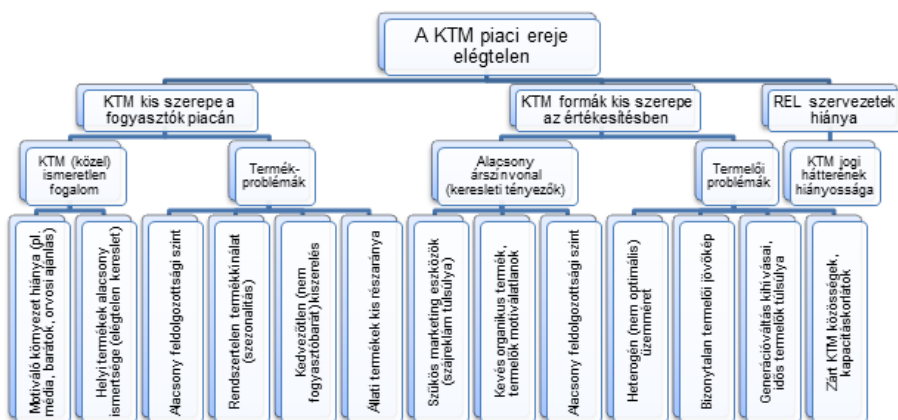 A KTM piaci ereje
elégtelen
KTM kis szerepe a
fogyasztók piacán
KTM formák kis szerepe
az értékesítésben
REL szervezetek
hiánya
KTM (közel)
ismeretlen
fogalom
Termék-
problémák
Alacsony
árszínvonal
(keresleti tényezők)
Termelői
problémák
KTM jogi
hátterének
hiányossága
Motiváló környezet hiánya (pl.
média, barátok, orvosi ajánlás)
Helyi termékek alacsony
ismertsége (elégtelen kereslet)
Alacsony feldolgozottsági szint
Rendszertelen termékkínálat
(szezonalitás)
Kedvezőtlen (nem
fogyasztóbarát) kiszerelés
Állati termékek kis részaránya
Szűkös marketing eszközök
(szájreklám túlsúlya)
Kevés organikus termék,
termelők motiválatlanok
Alacsony feldolgozottsági szint
Heterogén (nem optimális)
üzemméret
Bizonytalan termelői jövőkép
Generációváltás kihívásai,
idős termelők túlsúlya
Zárt KTM közösségek,
kapacitáskorlátok